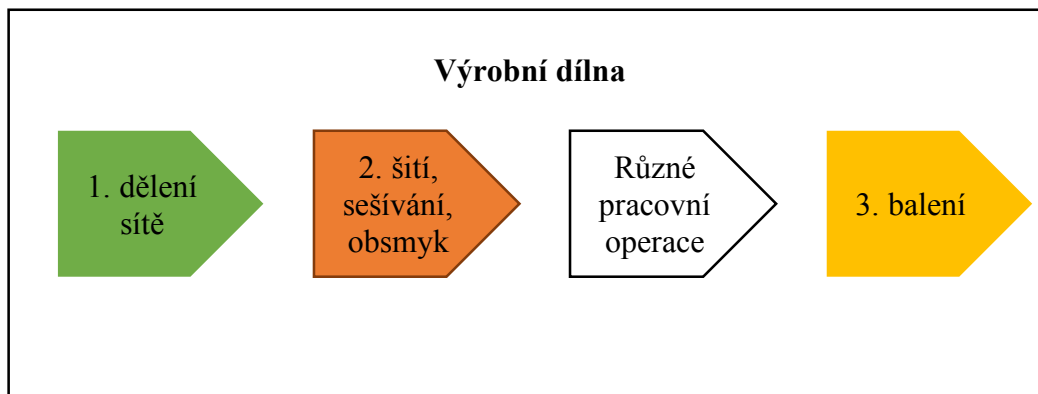 Výrobní dílna
1. dělení
sítě
2. šití,
sešívání,
obsmyk
Různé
pracovní
operace
3. balení